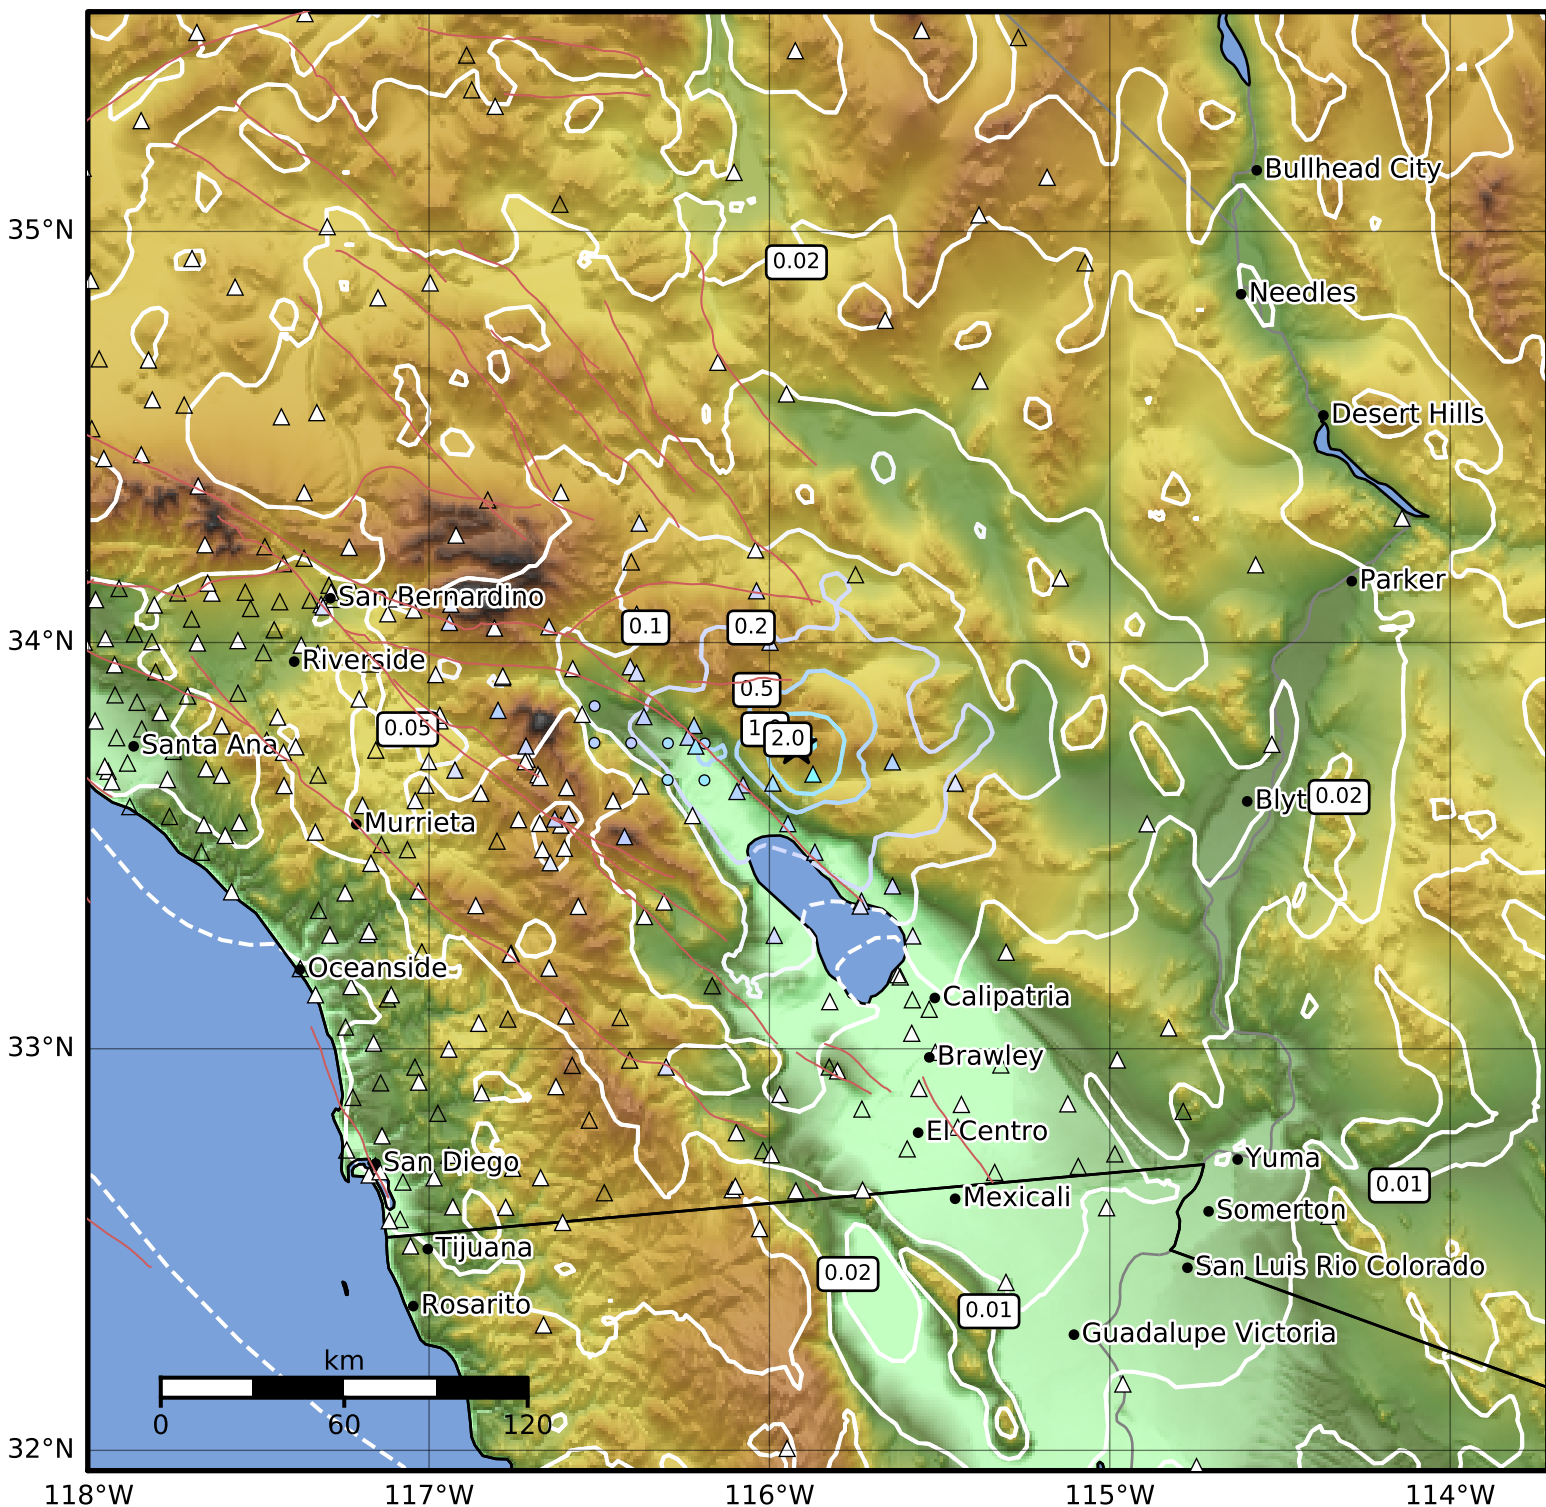 Bullhead City
35°N
0.02
Needles
Desert Hills
Parker
San Bernardino
34°N
0.1
0.2
Riverside
0.5
0.05
2.0
Santa Ana
0.02
Murrieta
Oceanside
Calipatria
33°N
Brawley
El Centro
San Diego
Yuma
0.01
Mexicali
Somerton
Tijuana
San Luis Rio Colorado
0.02
Rosarito
0.01
Guadalupe Victoria
km
0 60 120
32°N
118°W 117°W 116°W 115°W 114°W